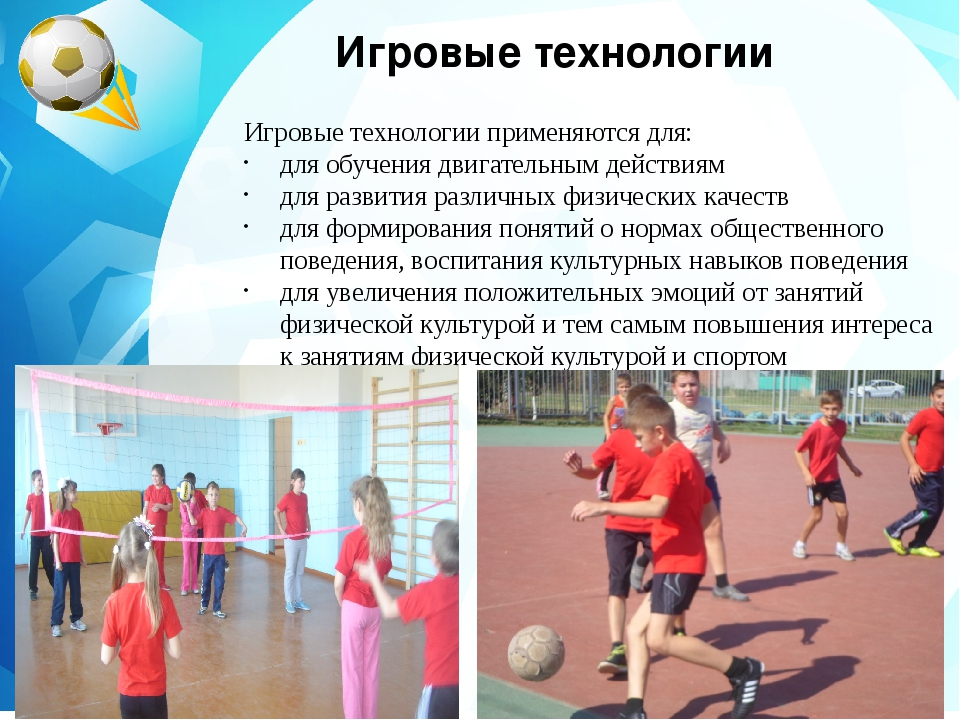 Игровые технологии
Игровые технологии применяются для:
· для обучения двигательным действиям
· для развития различных физических качеств
· для формирования понятий о нормах общественного
поведения, воспитания культурных навыков поведения
· для увеличения положительных эмоций от занятий
физической культурой и тем самым повышения интереса
к занятиям физической культурой и спортом